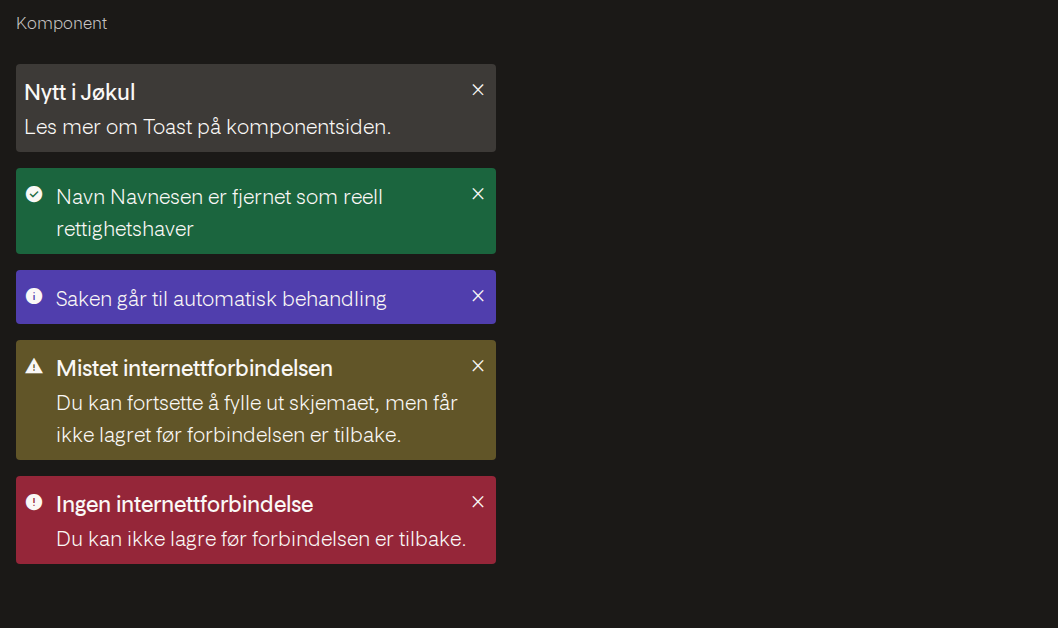 Komponent
Nytt i Jøkul
Les mer om Toast på komponentsiden.
Navn Navnesen er fjernet som reell
rettighetshaver
Saken går til automatisk behandling
Mistet internettforbindelsen
Du kan fortsette å fylle ut skjemaet, men får
ikke lagret før forbindelsen er tilbake.
Ingen internettforbindelse
Du kan ikke lagre før forbindelsen er tilbake.